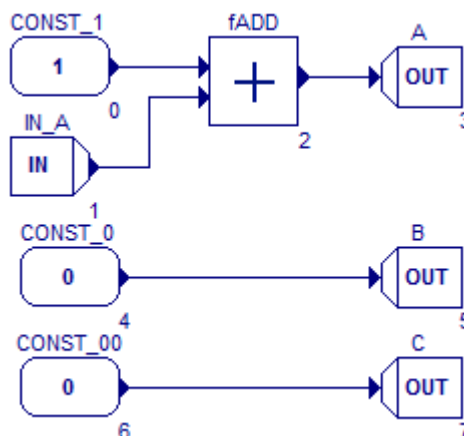 CONST_1
fADD
A
1
OUT
0
2
3
IN_A
IN
1
CONST_0
B
0
OUT
4
5
CONST_00
C
0
OUT
6
7